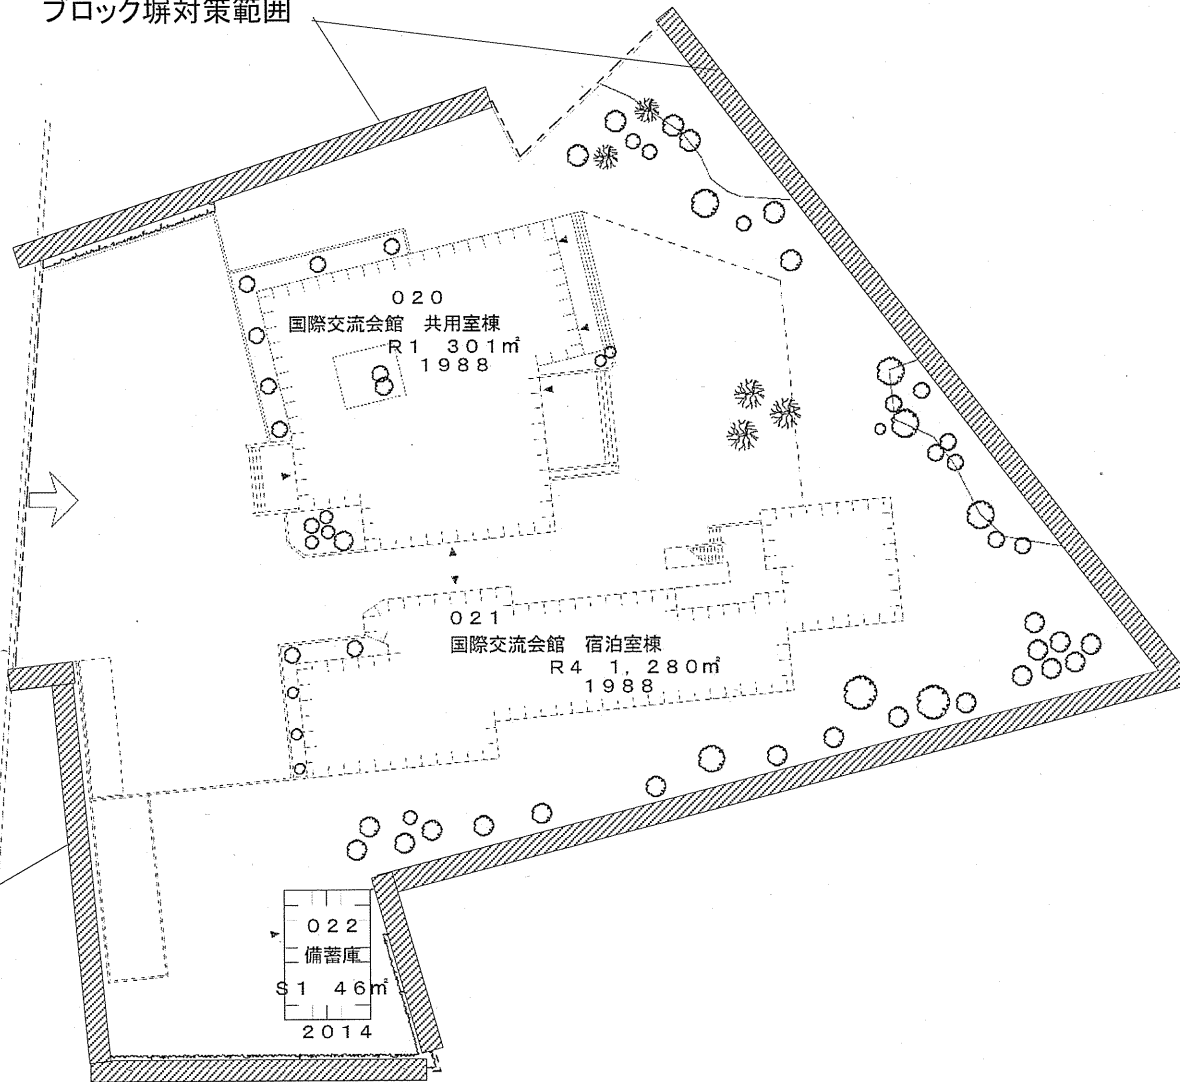 ブロック塀対策範囲
020
国際交流会館　共用室棟
R1　301㎡
1988
021
国際交流会館　宿泊室棟
R4　1,280㎡
1988
022
備蓄庫
S1　46㎡
2014